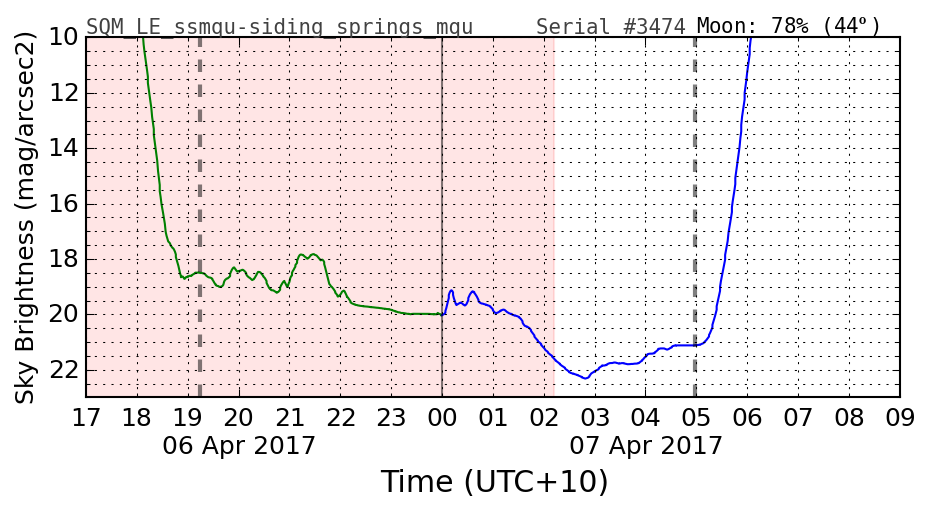 SQM_LE_ssmqu-siding_springs_mqu Serial #3474 Moon: 78% (44°)
Sky Brightness (mag/arcsec2)
10
12
14
16
18
20
22
17 18 19 20 21 22 23 00 01 02 03 04 05 06 07 08 09
06 Apr 2017 07 Apr 2017
Time (UTC+10)